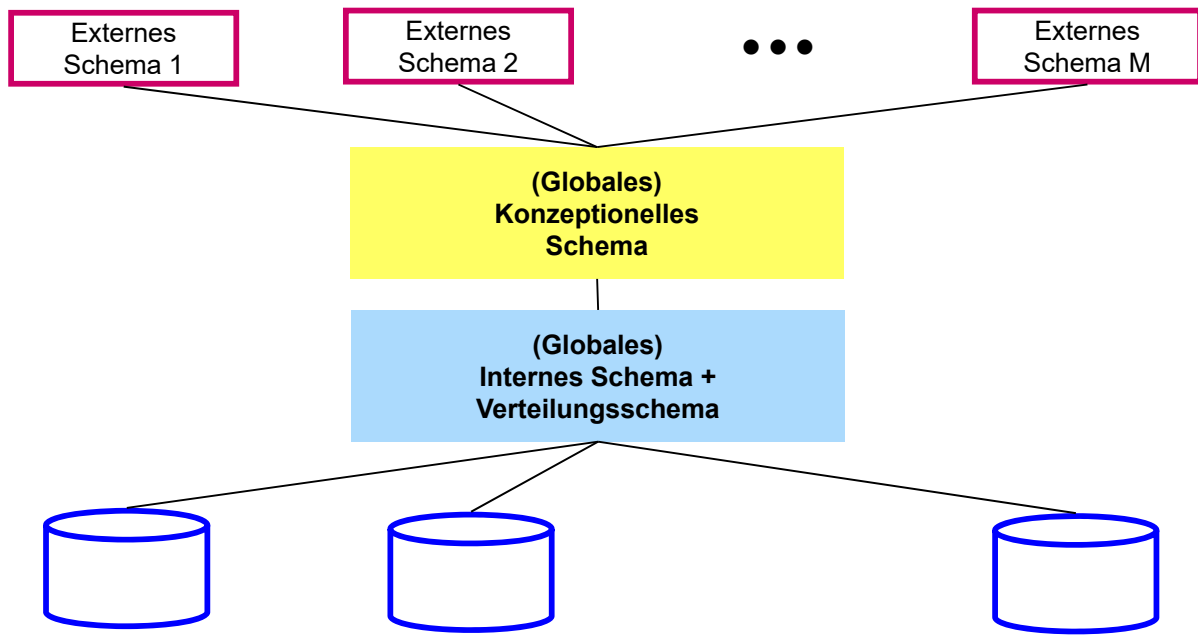 Externes
Schema 1
Externes
Schema 2
•••
Externes
Schema M
(Globales)
Konzeptionelles
Schema
(Globales)
Internes Schema +
Verteilungsschema